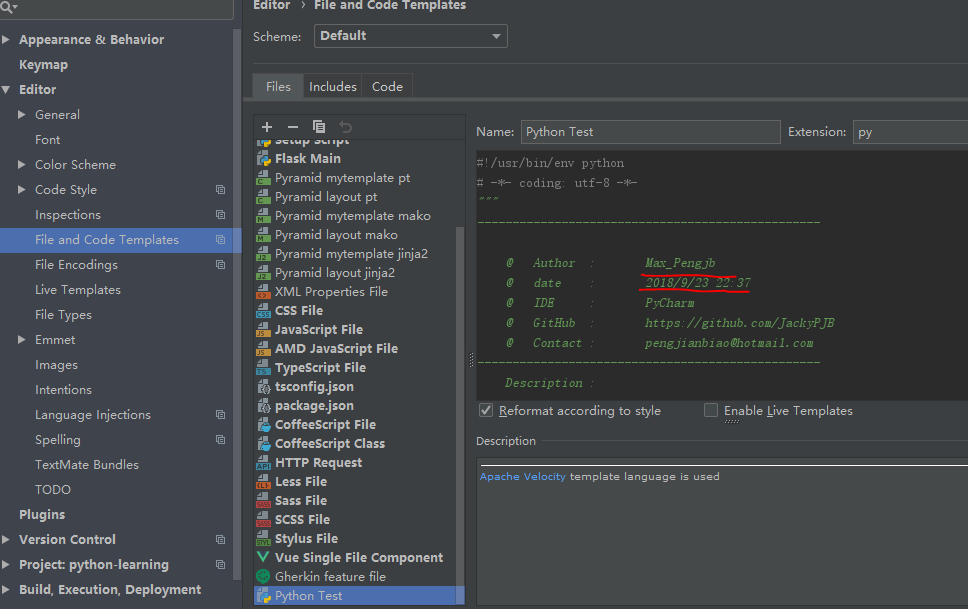 Editor › File and Code Templates
Scheme: Default
Appearance & Behavior
Keymap
Editor
General
Font
Color Scheme
Code Style
Inspections
File and Code Templates
File Encodings
Live Templates
File Types
Emmet
Images
Intentions
Language Injections
Spelling
TextMate Bundles
TODO
Plugins
Version Control
Project: python-learning
Build, Execution, Deployment
Files Includes Code
Setup Script
Flask Main
Pyramid mytemplate pt
Pyramid layout pt
Pyramid mytemplate mako
Pyramid layout mako
Pyramid mytemplate jinja2
Pyramid layout jinja2
XML Properties File
CSS File
JavaScript File
AMD JavaScript File
TypeScript File
tsconfig.json
package.json
CoffeeScript File
CoffeeScript Class
HTTP Request
Less File
Sass File
SCSS File
Stylus File
Vue Single File Component
Gherkin feature file
Python Test
Name: Python Test Extension: py
#!/usr/bin/env python
# -*- coding: utf-8 -*-
"""
-------------------------------------------------
@ Author : Max_Pengjb
@ date : 2018/9/23 22:37
@ IDE : PyCharm
@ GitHub : https://github.com/JackyPJB
@ Contact : pengjianbiao@hotmail.com
-------------------------------------------------
Description :
Reformat according to style Enable Live Templates
Description
Apache Velocity template language is used